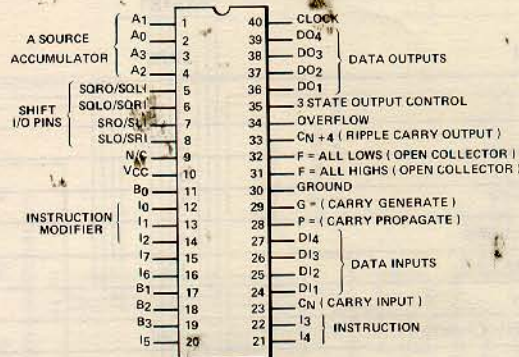 A1 1 40 CLOCK
A0 2 39 DO4
A SOURCE ACCUMULATOR
A3 3 38 DO3
A2 4 37 DO2
DATA OUTPUTS
SQRO/SQLI 5 36 DO1
SQLO/SQRI 6 35 3 STATE OUTPUT CONTROL
SHIFT I/O PINS
SRO/SLI 7 34 OVERFLOW
SLO/SRI 8 33 CN +4 ( RIPPLE CARRY OUTPUT )
N/C 9 32 F = ALL LOWS ( OPEN COLLECTOR )
VCC 10 31 F = ALL HIGHS ( OPEN COLLECTOR )
B0 11 30 GROUND
I0 12 29 G = ( CARRY GENERATE )
INSTRUCTION MODIFIER
I1 13 28 P = ( CARRY PROPAGATE )
I2 14 27 DI4
I7 15 26 DI3
DATA INPUTS
I6 16 25 DI2
B1 17 24 DI1
B2 18 23 CN ( CARRY INPUT )
B3 19 22 I3
INSTRUCTION
I5 20 21 I4